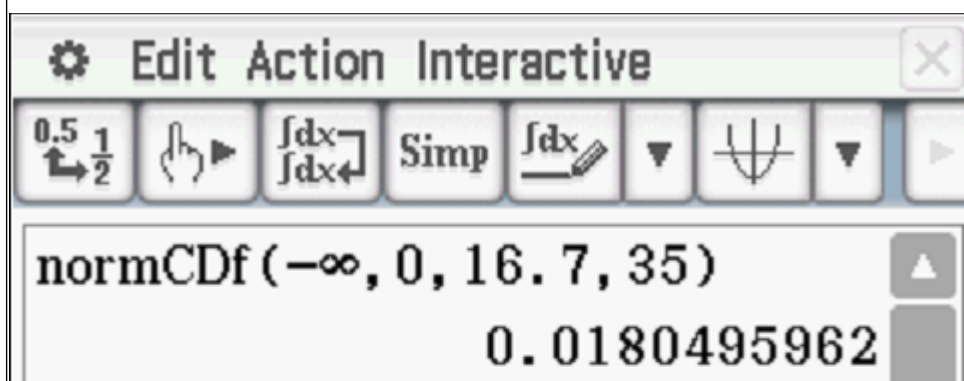 Edit Action Interactive
0.5 1 2 ∫dx ∫dx Simp ∫dx
normCDf(−∞,0,16.7,35)
0.0180495962